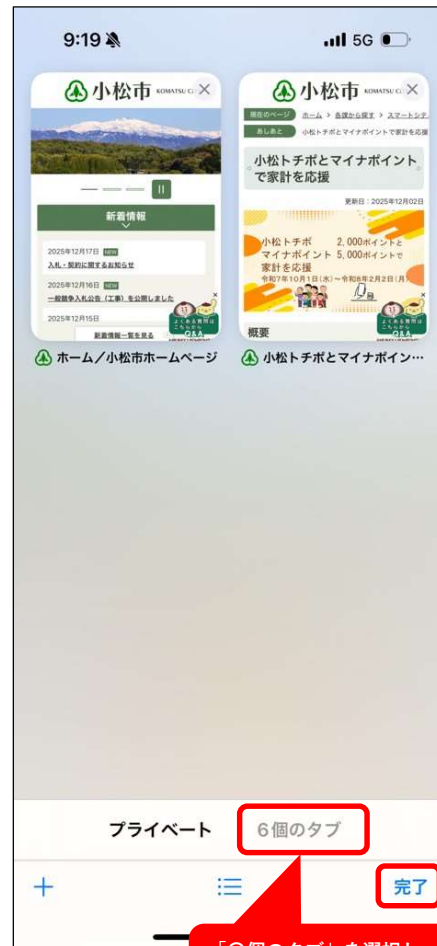 9:19
5G
小松市 KOMATSU C
新着情報
2025年12月17日 NEW
入札・契約に関するお知らせ
2025年12月16日 NEW
一般競争入札公告（工事）を公開しました
2025年12月15日
新着情報一覧を見る
よくある質問は
こちらから
Q&A
ホーム／小松市ホームページ
小松市 KOMATSU C
現在のページ ホーム > 各課から探す > スマートシテ
あしあと 小松トチポとマイナポイントで家計を応援
小松トチポとマイナポイント
で家計を応援
更新日：2025年12月02日
小松トチポ 2,000ポイントと
マイナポイント 5,000ポイントで
家計を応援
令和7年10月1日(水)～令和8年2月2日(月)
よくある質問は
こちらから
Q&A
概要
小松トチポとマイナポイン…
プライベート 6個のタブ
完了
「〇個のタブ」を選択し